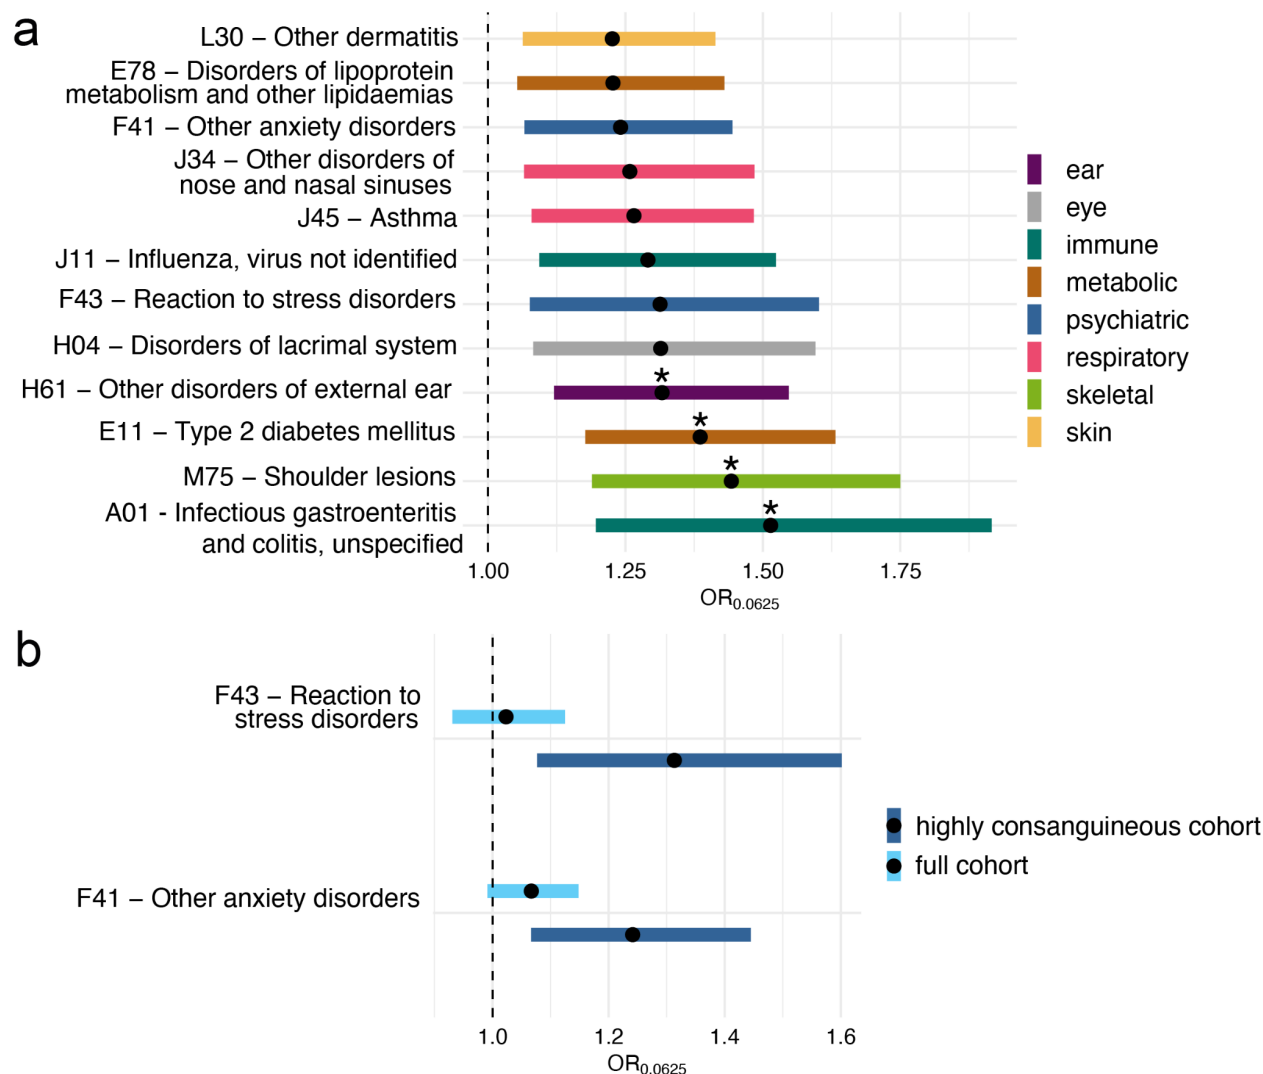 a
L30 – Other dermatitis
E78 – Disorders of lipoprotein
metabolism and other lipidaemias
F41 – Other anxiety disorders
J34 – Other disorders of
nose and nasal sinuses
J45 – Asthma
J11 – Influenza, virus not identified
F43 – Reaction to stress disorders
H04 – Disorders of lacrimal system
H61 – Other disorders of external ear
*
E11 – Type 2 diabetes mellitus
*
M75 – Shoulder lesions
*
A01 - Infectious gastroenteritis
and colitis, unspecified
*
1.00 1.25 1.50 1.75
OR0.0625
ear
eye
immune
metabolic
psychiatric
respiratory
skeletal
skin
b
F43 – Reaction to
stress disorders
F41 – Other anxiety disorders
1.0 1.2 1.4 1.6
OR0.0625
highly consanguineous cohort
full cohort